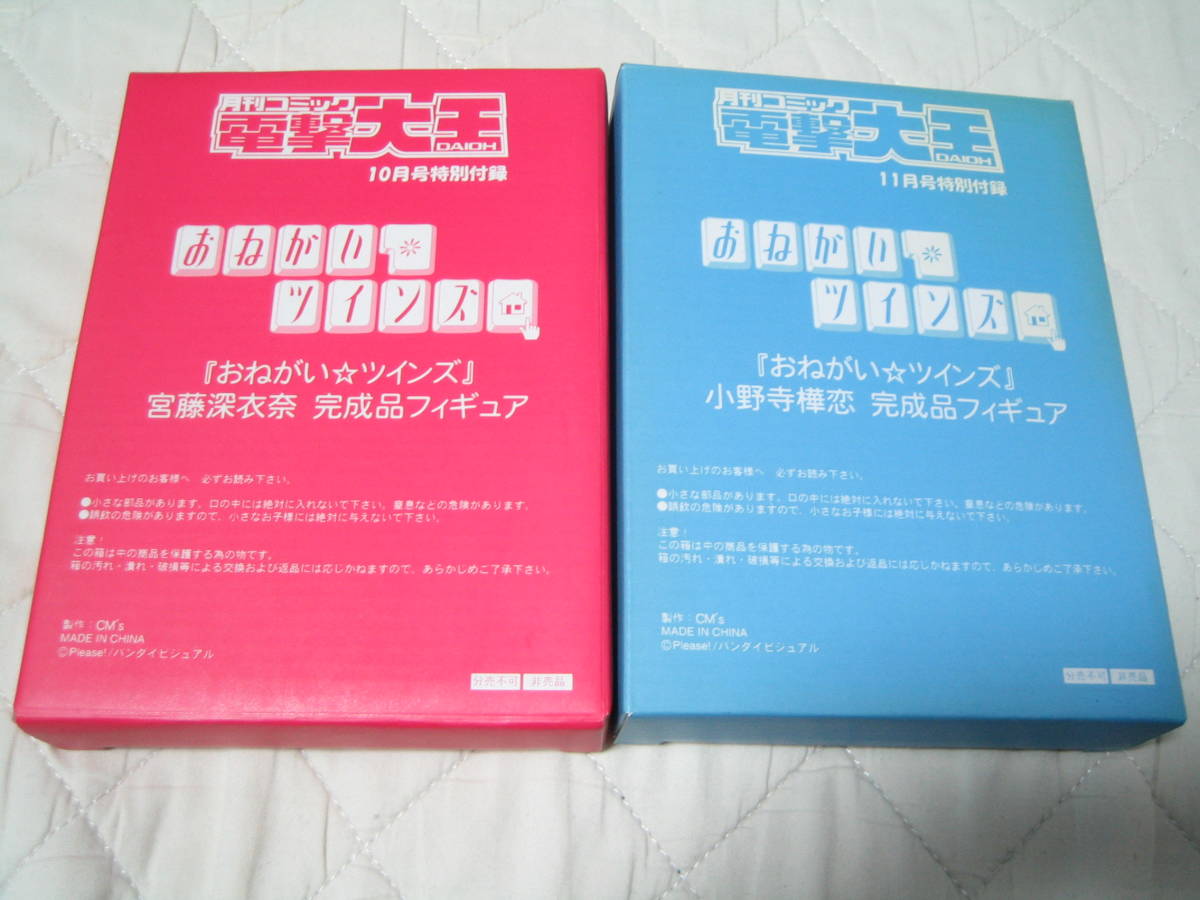 月刊コミック
電撃大王
DAIOH
10月号特別付録
おねがい
ツインズ
『おねがい☆ツインズ』
宮藤深衣奈 完成品フィギュア
お買い上げのお客様へ 必ずお読み下さい。
●小さな部品があります。口の中には絶対に入れないで下さい。窒息などの危険があります。
●誤飲の危険がありますので、小さなお子様には絶対に与えないで下さい。
注意!
この箱は中の商品を保護する為の物です。
箱の汚れ・潰れ・破損等による交換および返品には応じかねますので、あらかじめご了承下さい。
製作:CM's
MADE IN CHINA
©Please!/バンダイビジュアル
分売不可 非売品
月刊コミック
電撃大王
DAIOH
11月号特別付録
おねがい
ツインズ
『おねがい☆ツインズ』
小野寺樺恋 完成品フィギュア
お買い上げのお客様へ 必ずお読み下さい。
●小さな部品があります。口の中には絶対に入れないで下さい。窒息などの危険があります。
●誤飲の危険がありますので、小さなお子様には絶対に与えないで下さい。
注意!
この箱は中の商品を保護する為の物です。
箱の汚れ・潰れ・破損等による交換および返品には応じかねますので、あらかじめご了承下さい。
製作:CM's
MADE IN CHINA
©Please!/バンダイビジュアル
分売不可 非売品